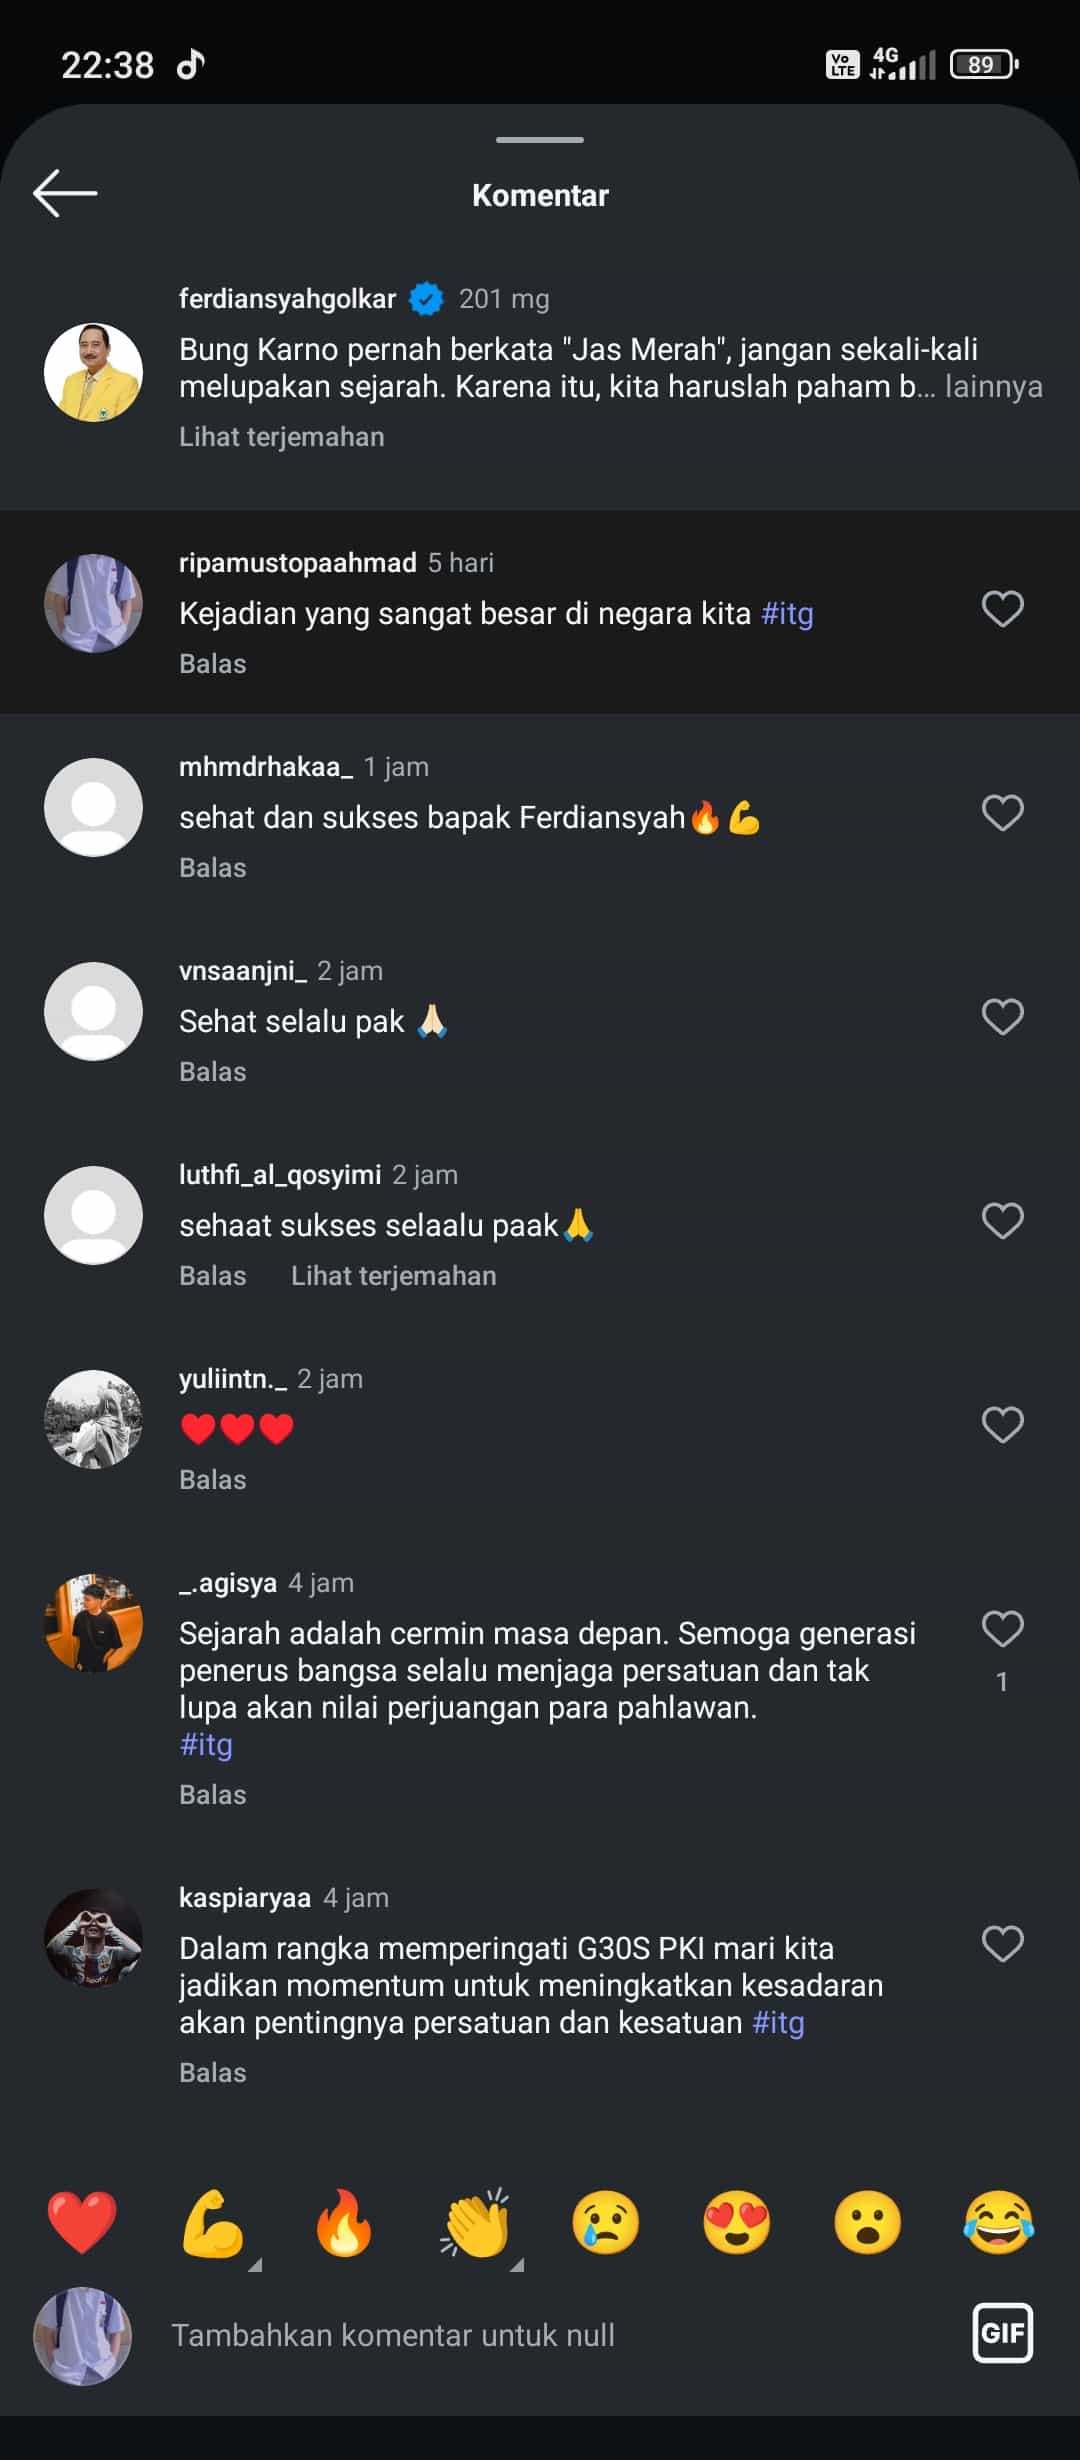 22:38
Vo LTE 4G 89
Komentar
ferdiansyahgolkar 201 mg
Bung Karno pernah berkata "Jas Merah", jangan sekali-kali
melupakan sejarah. Karena itu, kita haruslah paham b... lainnya
Lihat terjemahan
ripamustopaahmad 5 hari
Kejadian yang sangat besar di negara kita #itg
Balas
mhmdrhakaa_ 1 jam
sehat dan sukses bapak Ferdiansyah🔥💪
Balas
vnsaanjni_ 2 jam
Sehat selalu pak 🙏🏻
Balas
luthfi_al_qosyimi 2 jam
sehaat sukses selaalu paak🙏
Balas Lihat terjemahan
yuliintn._ 2 jam
❤️❤️❤️
Balas
_.agisya 4 jam
Sejarah adalah cermin masa depan. Semoga generasi
penerus bangsa selalu menjaga persatuan dan tak
lupa akan nilai perjuangan para pahlawan.
#itg
1
Balas
kaspiaryaa 4 jam
Dalam rangka memperingati G30S PKI mari kita
jadikan momentum untuk meningkatkan kesadaran
akan pentingnya persatuan dan kesatuan #itg
Balas
❤️💪🔥👏😢😍😮😂
Tambahkan komentar untuk null
GIF